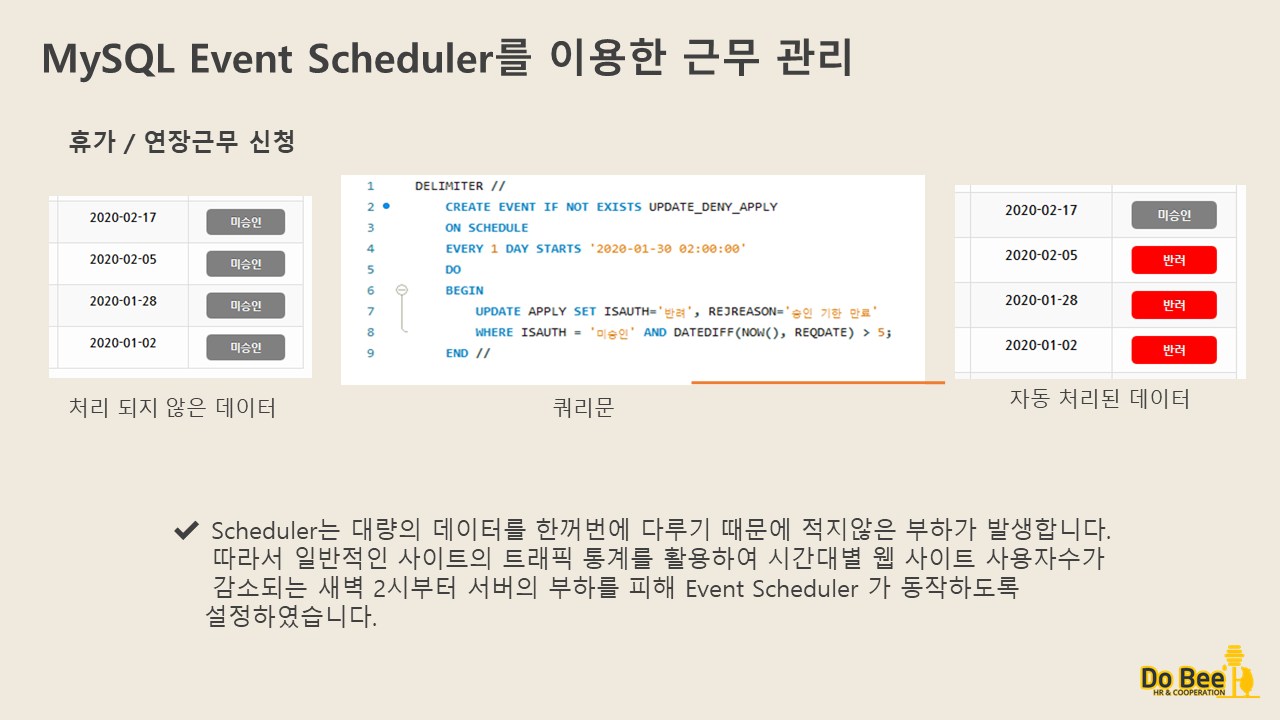 MySQL Event Scheduler를 이용한 근무 관리
휴가 / 연장근무 신청
2020-02-17 미승인
2020-02-05 미승인
2020-01-28 미승인
2020-01-02 미승인
처리 되지 않은 데이터
1 DELIMITER //
2 CREATE EVENT IF NOT EXISTS UPDATE_DENY_APPLY
3 ON SCHEDULE
4 EVERY 1 DAY STARTS '2020-01-30 02:00:00'
5 DO
6 BEGIN
7 UPDATE APPLY SET ISAUTH='반려', REJREASON='승인 기한 만료'
8 WHERE ISAUTH = '미승인' AND DATEDIFF(NOW(), REQDATE) > 5;
9 END //
쿼리문
2020-02-17 미승인
2020-02-05 반려
2020-01-28 반려
2020-01-02 반려
자동 처리된 데이터
Scheduler는 대량의 데이터를 한꺼번에 다루기 때문에 적지않은 부하가 발생합니다.
따라서 일반적인 사이트의 트래픽 통계를 활용하여 시간대별 웹 사이트 사용자수가
감소되는 새벽 2시부터 서버의 부하를 피해 Event Scheduler 가 동작하도록
설정하였습니다.
Do Bee
HR & COOPERATION